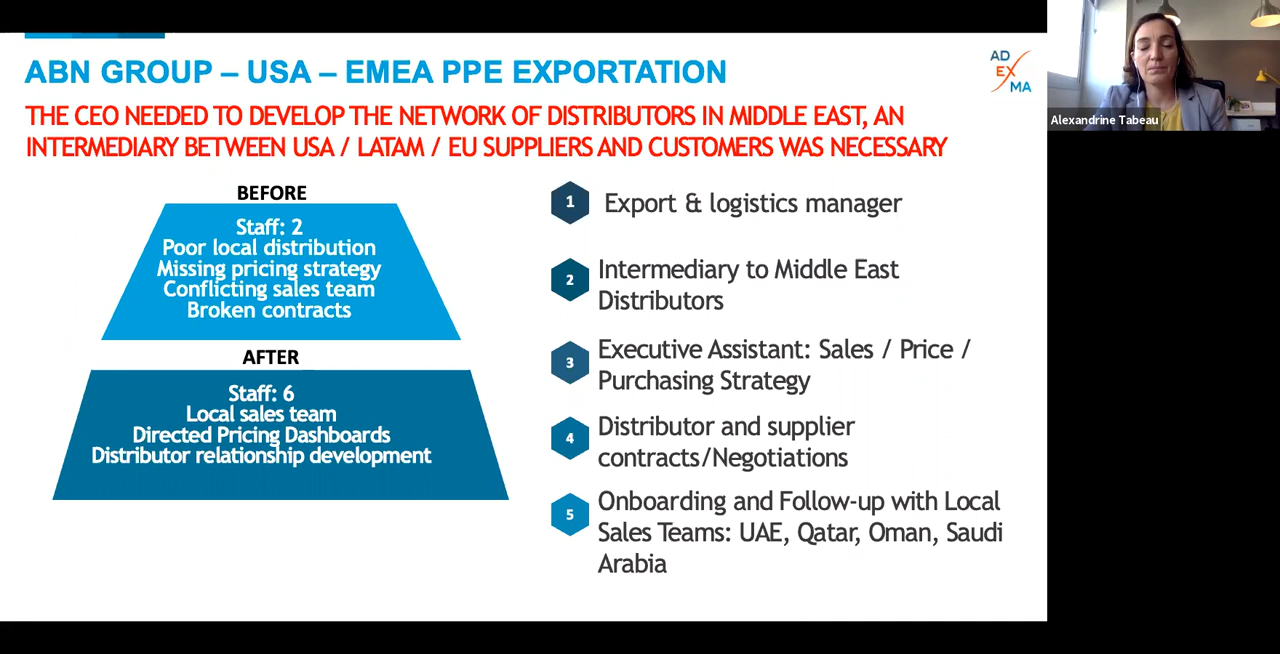 ABN GROUP – USA – EMEA PPE EXPORTATION
AD
EX
MA
THE CEO NEEDED TO DEVELOP THE NETWORK OF DISTRIBUTORS IN MIDDLE EAST, AN
INTERMEDIARY BETWEEN USA / LATAM / EU SUPPLIERS AND CUSTOMERS WAS NECESSARY
Alexandrine Tabeau
BEFORE
Staff: 2
Poor local distribution
Missing pricing strategy
Conflicting sales team
Broken contracts
AFTER
Staff: 6
Local sales team
Directed Pricing Dashboards
Distributor relationship development
1
Export & logistics manager
2
Intermediary to Middle East
Distributors
3
Executive Assistant: Sales / Price /
Purchasing Strategy
4
Distributor and supplier
contracts/Negotiations
5
Onboarding and Follow-up with Local
Sales Teams: UAE, Qatar, Oman, Saudi
Arabia